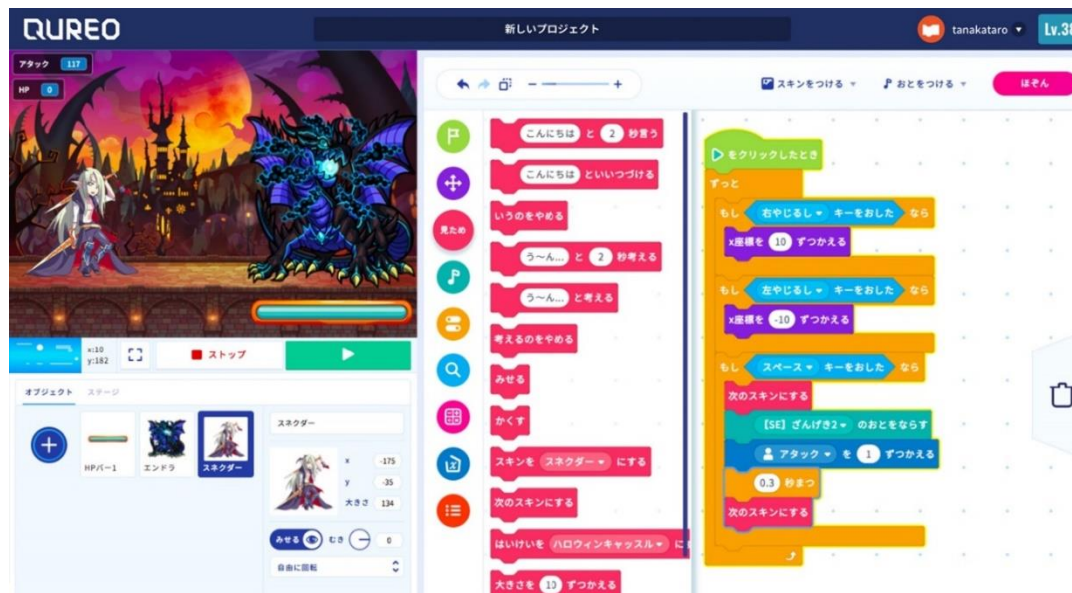 QUREO
新しいプロジェクト
tanakataro
Lv.38
アタック 117
HP 0
スキンをつける
おとをつける
ほぞん
x:10
y:182
ストップ
オブジェクト ステージ
HPバー1
エンドラ
スネクダー
スネクダー
x -175
y -35
大きさ 134
みせる むき 0
自由に回転
見ため
こんにちは と 2 秒言う
こんにちは といいつづける
いうのをやめる
う〜ん... と 2 秒考える
う〜ん... と考える
考えるのをやめる
みせる
かくす
スキンを スネクダー にする
次のスキンにする
はいけいを ハロウィンキャッスル に
大きさを 10 ずつかえる
をクリックしたとき
ずっと
もし 右やじるし キーをおした なら
x座標を 10 ずつかえる
もし 左やじるし キーをおした なら
x座標を -10 ずつかえる
もし スペース キーをおした なら
次のスキンにする
【SE】ざんげき2 のおとをならす
アタック を 1 ずつかえる
0.3 秒まつ
次のスキンにする